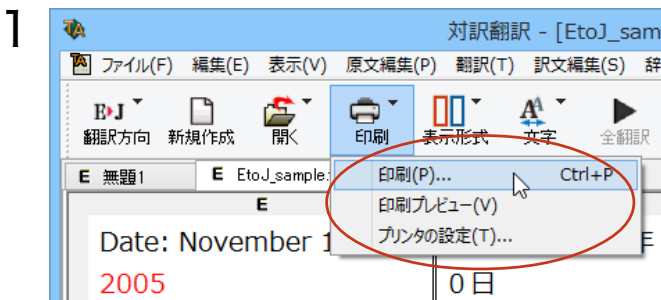 1
対訳翻訳 - [EtoJ_sam
ファイル(F) 編集(E) 表示(V) 原文編集(P) 翻訳(T) 訳文編集(S) 辞
E▸J
翻訳方向 新規作成 開く 印刷 表示形式 文字 全翻訳
E 無題1 E EtoJ_sample.
印刷(P)... Ctrl+P
印刷プレビュー(V)
プリンタの設定(T)...
E
Date: November 1 年
2005 0 日